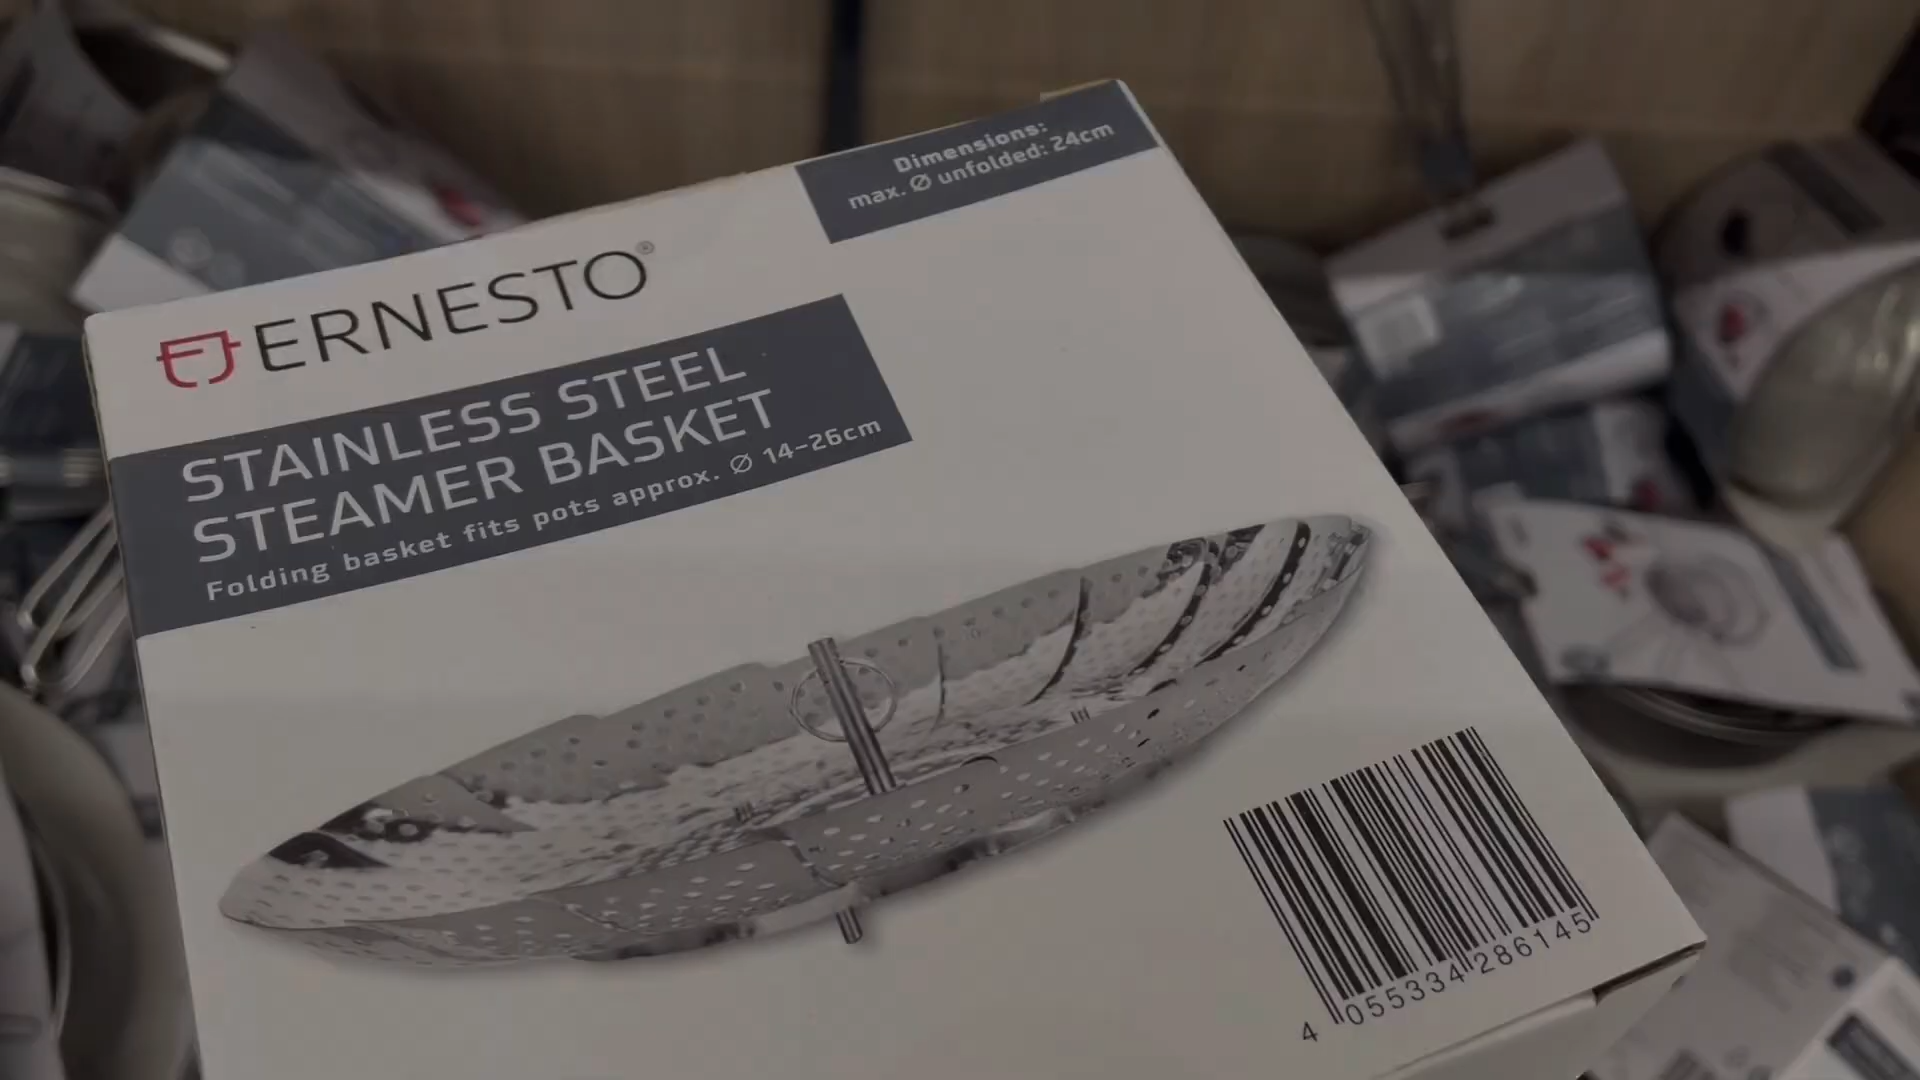 Dimensions:
max. Ø unfolded: 24cm
ERNESTO®
STAINLESS STEEL
STEAMER BASKET
Folding basket fits pots approx. Ø 14-26cm
4 055334 286145